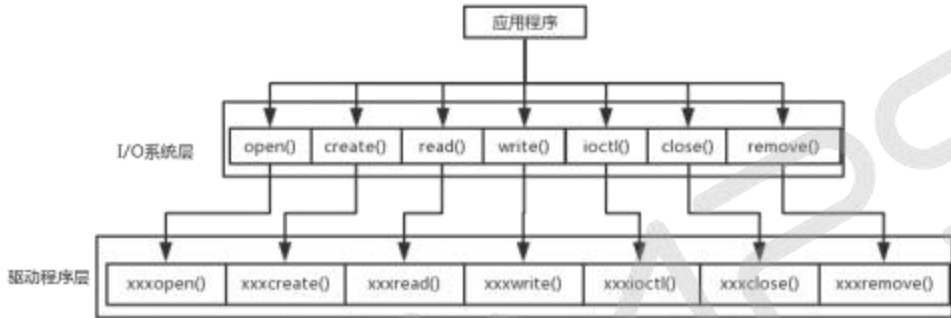 应用程序
I/O系统层
open() create() read() write() ioctl() close() remove()
驱动程序层
xxxopen() xxxcreate() xxxread() xxxwrite() xxxioctl() xxxclose() xxxremove()